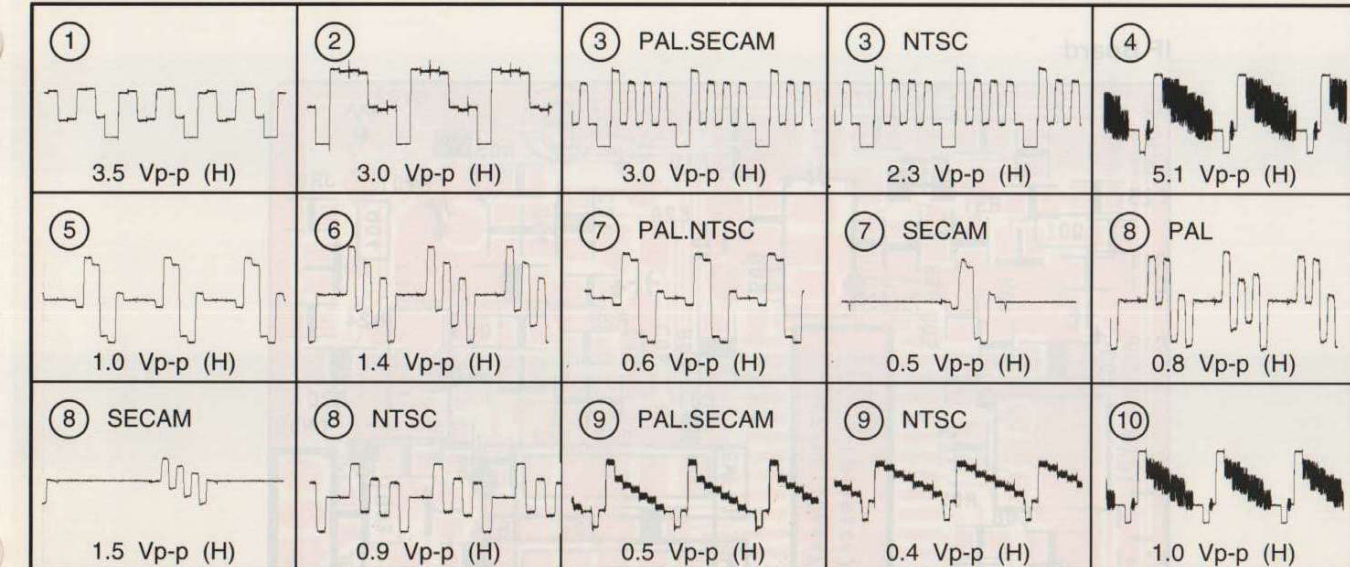 ① ② ③ PAL.SECAM ③ NTSC ④
3.5 Vp-p (H) 3.0 Vp-p (H) 3.0 Vp-p (H) 2.3 Vp-p (H) 5.1 Vp-p (H)
⑤ ⑥ ⑦ PAL.NTSC ⑦ SECAM ⑧ PAL
1.0 Vp-p (H) 1.4 Vp-p (H) 0.6 Vp-p (H) 0.5 Vp-p (H) 0.8 Vp-p (H)
⑧ SECAM ⑧ NTSC ⑨ PAL.SECAM ⑨ NTSC ⑩
1.5 Vp-p (H) 0.9 Vp-p (H) 0.5 Vp-p (H) 0.4 Vp-p (H) 1.0 Vp-p (H)